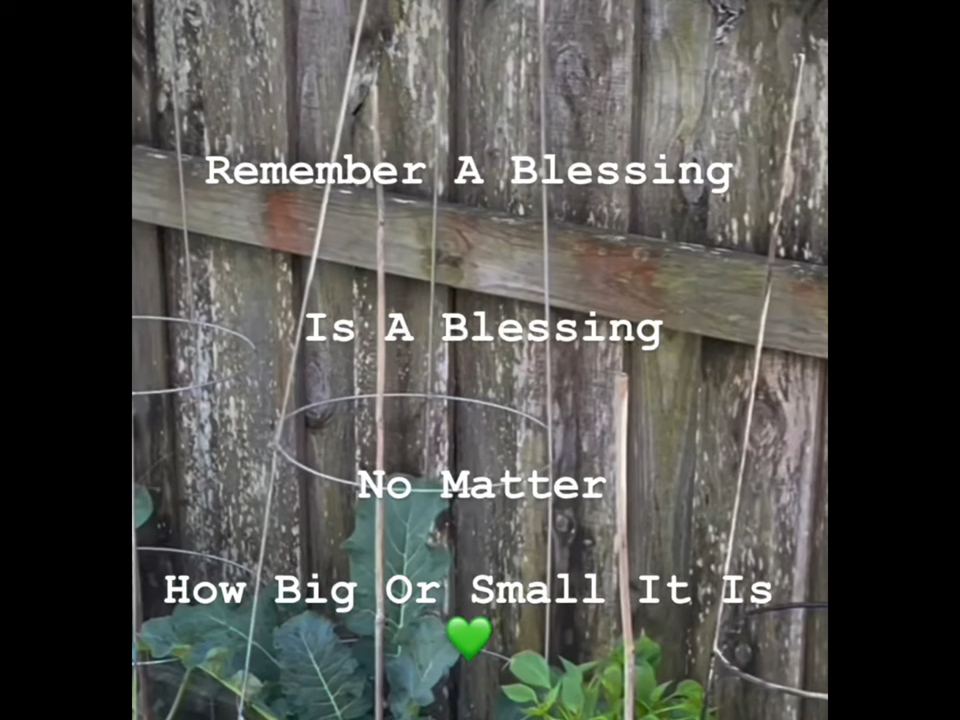 Remember A Blessing
Is A Blessing
No Matter
How Big Or Small It Is
💚